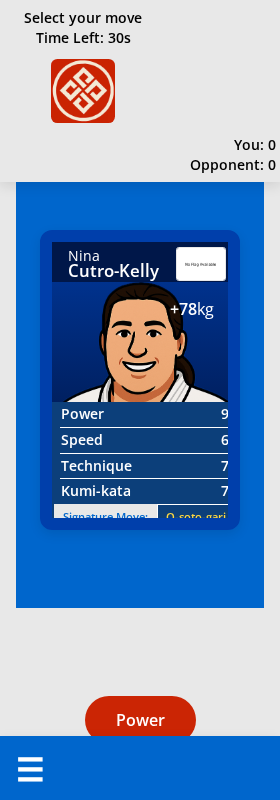 Select your move
Time Left: 30s
You: 0
Opponent: 0
Nina
Cutro-Kelly
No Flag Available
+78kg
Power 9
Speed 6
Technique 7
Kumi-kata 7
Signature Move: O-soto-gari
Power